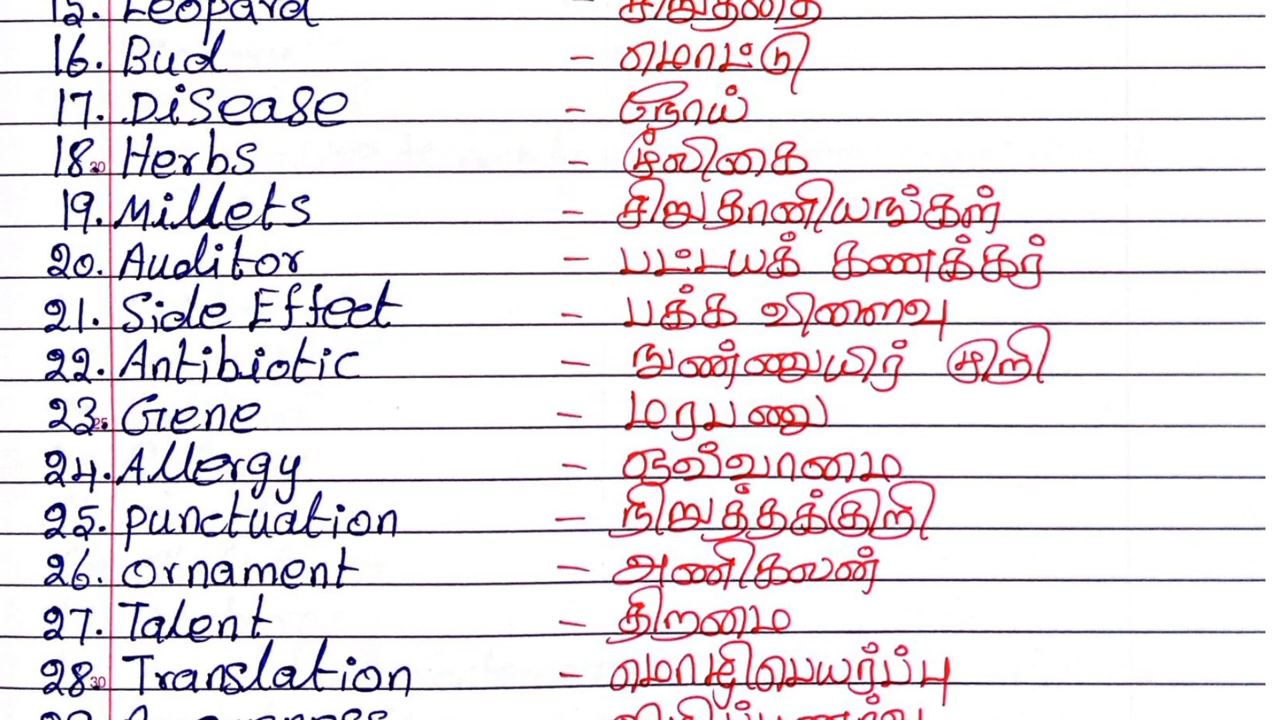 15. Leopard - சிறுத்தை
16. Bud - மொட்டு
17. Disease - நோய்
18. Herbs - மூலிகை
19. Millets - சிறுதானியங்கள்
20. Auditor - பட்டயக் கணக்கர்
21. Side Effect - பக்க விளைவு
22. Antibiotic - நுண்ணுயிர் முறி
23. Gene - மரபணு
24. Allergy - ஒவ்வாமை
25. punctuation - நிறுத்தக்குறி
26. ornament - அணிகலன்
27. Talent - திறமை
28. Translation - மொழிபெயர்ப்பு